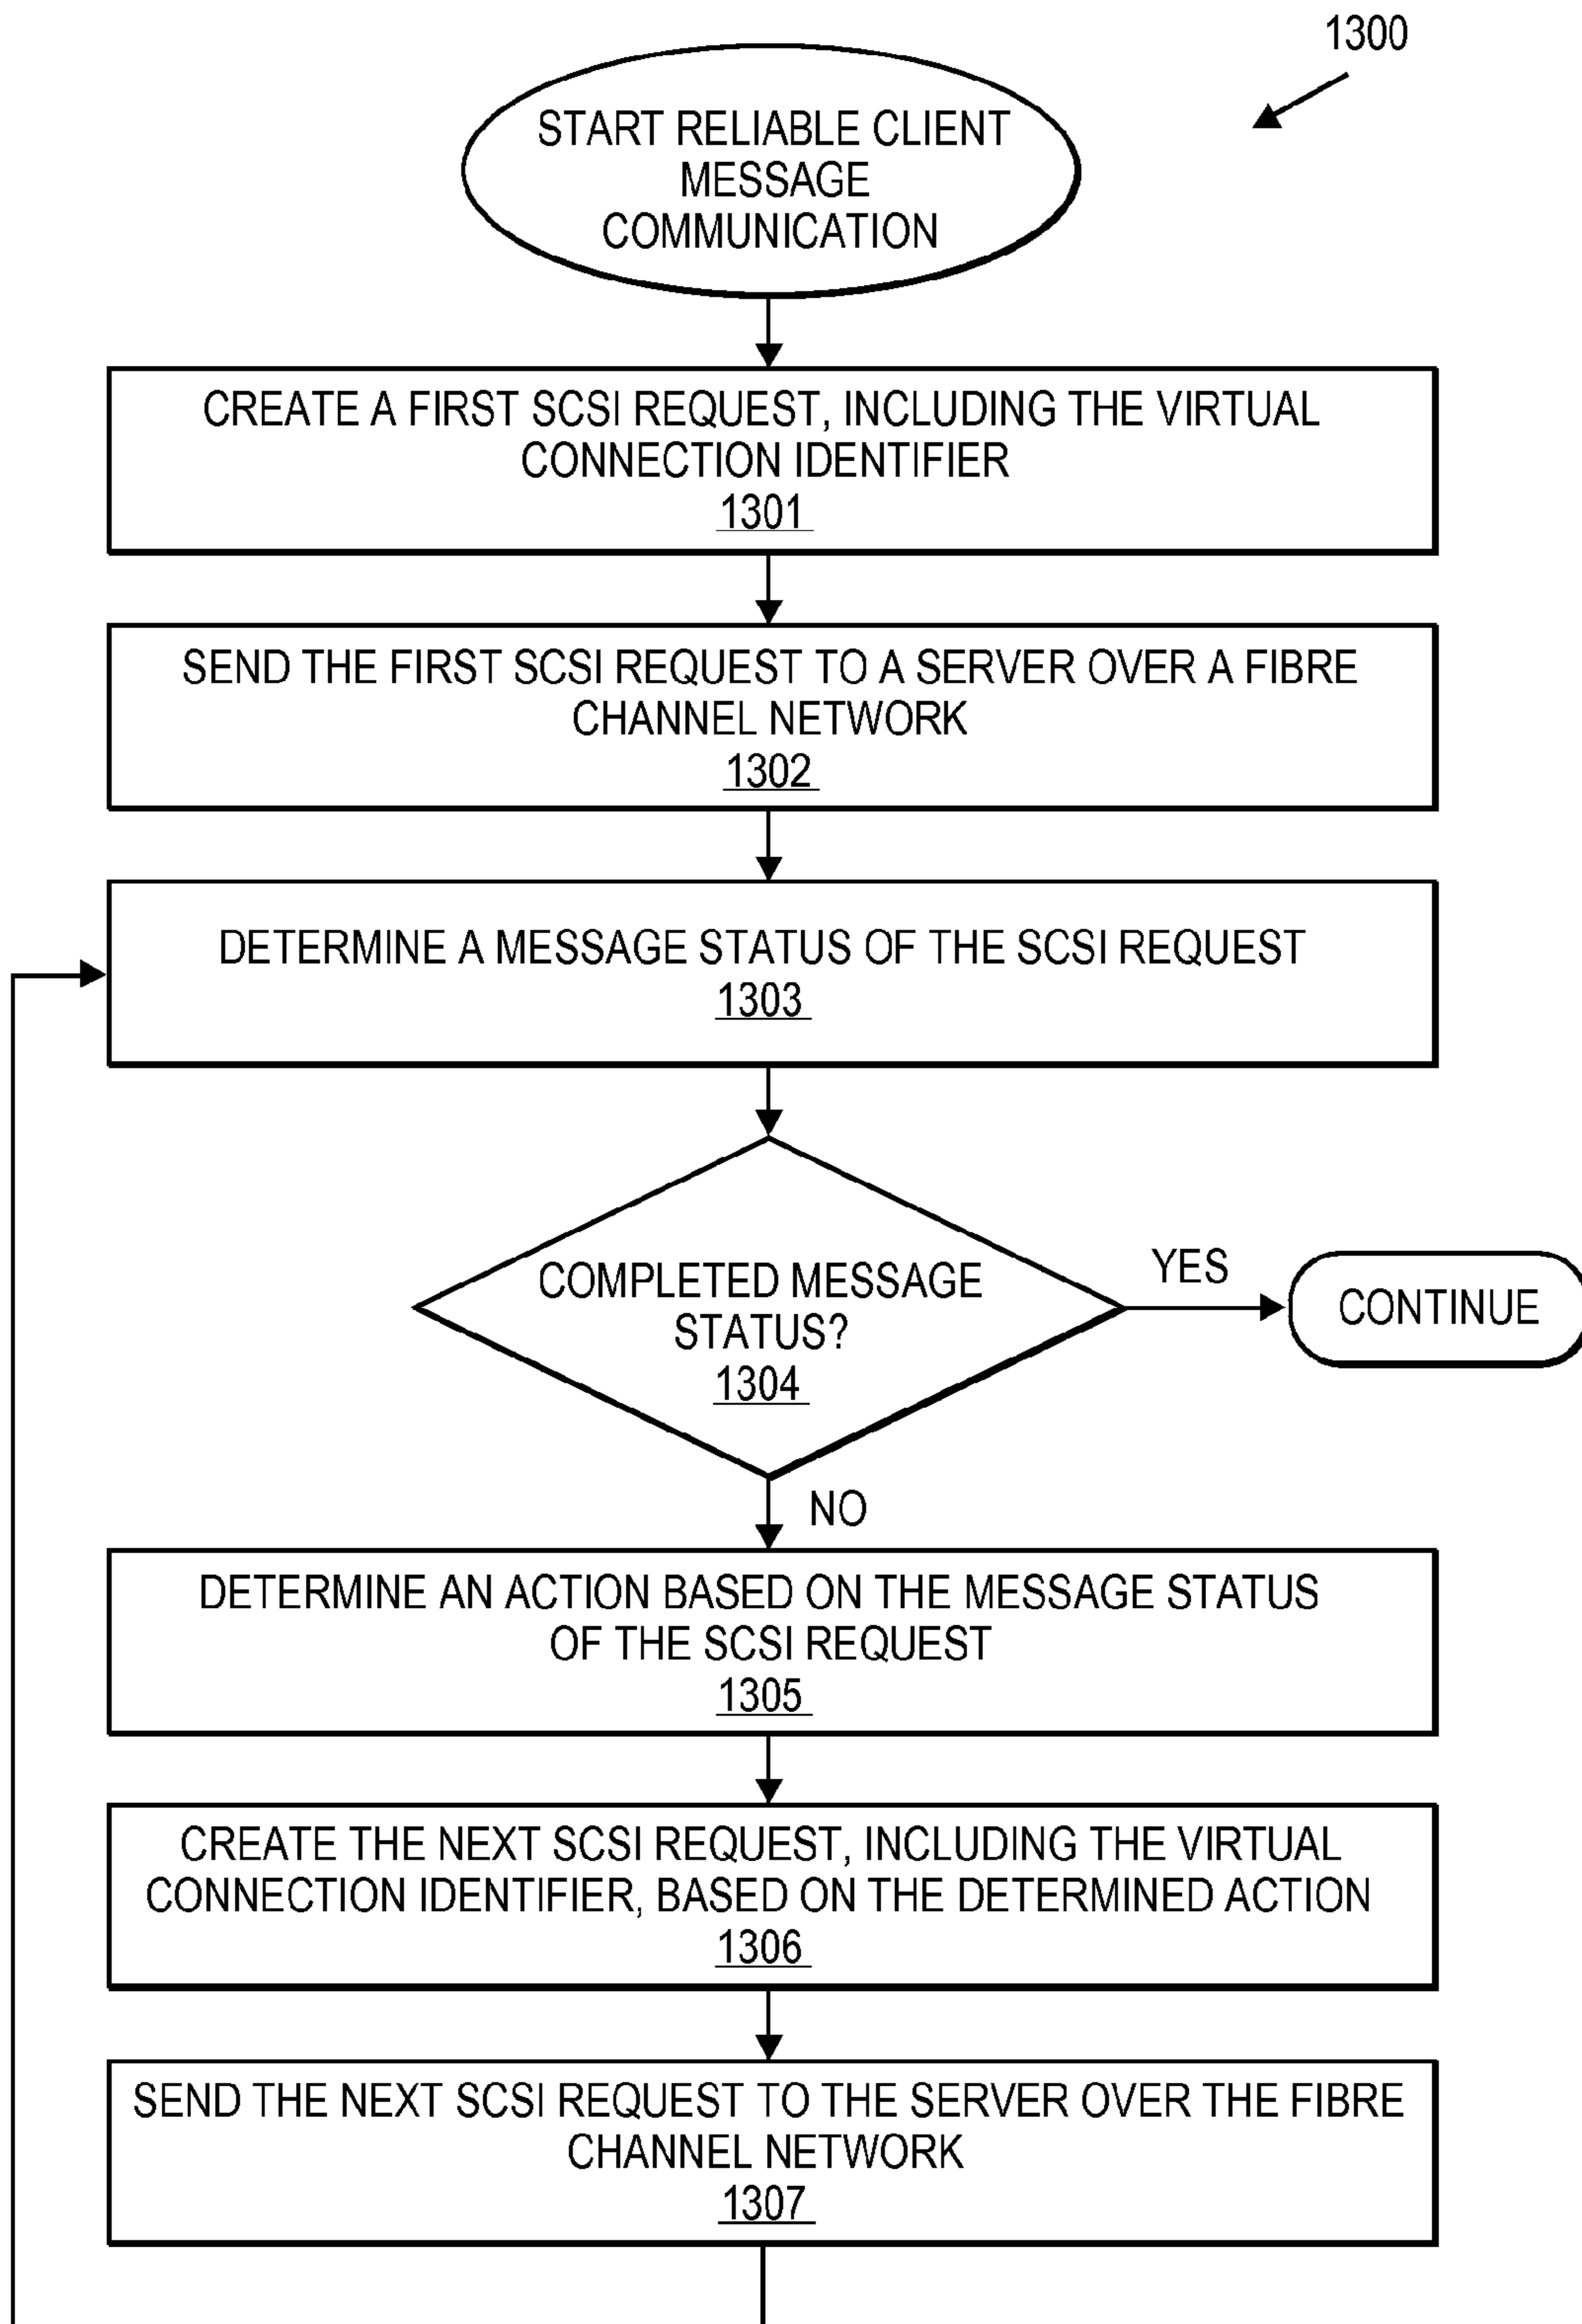 1300
START RELIABLE CLIENT
MESSAGE
COMMUNICATION
CREATE A FIRST SCSI REQUEST, INCLUDING THE VIRTUAL
CONNECTION IDENTIFIER
1301
SEND THE FIRST SCSI REQUEST TO A SERVER OVER A FIBRE
CHANNEL NETWORK
1302
DETERMINE A MESSAGE STATUS OF THE SCSI REQUEST
1303
COMPLETED MESSAGE
STATUS?
1304
YES
CONTINUE
NO
DETERMINE AN ACTION BASED ON THE MESSAGE STATUS
OF THE SCSI REQUEST
1305
CREATE THE NEXT SCSI REQUEST, INCLUDING THE VIRTUAL
CONNECTION IDENTIFIER, BASED ON THE DETERMINED ACTION
1306
SEND THE NEXT SCSI REQUEST TO THE SERVER OVER THE FIBRE
CHANNEL NETWORK
1307